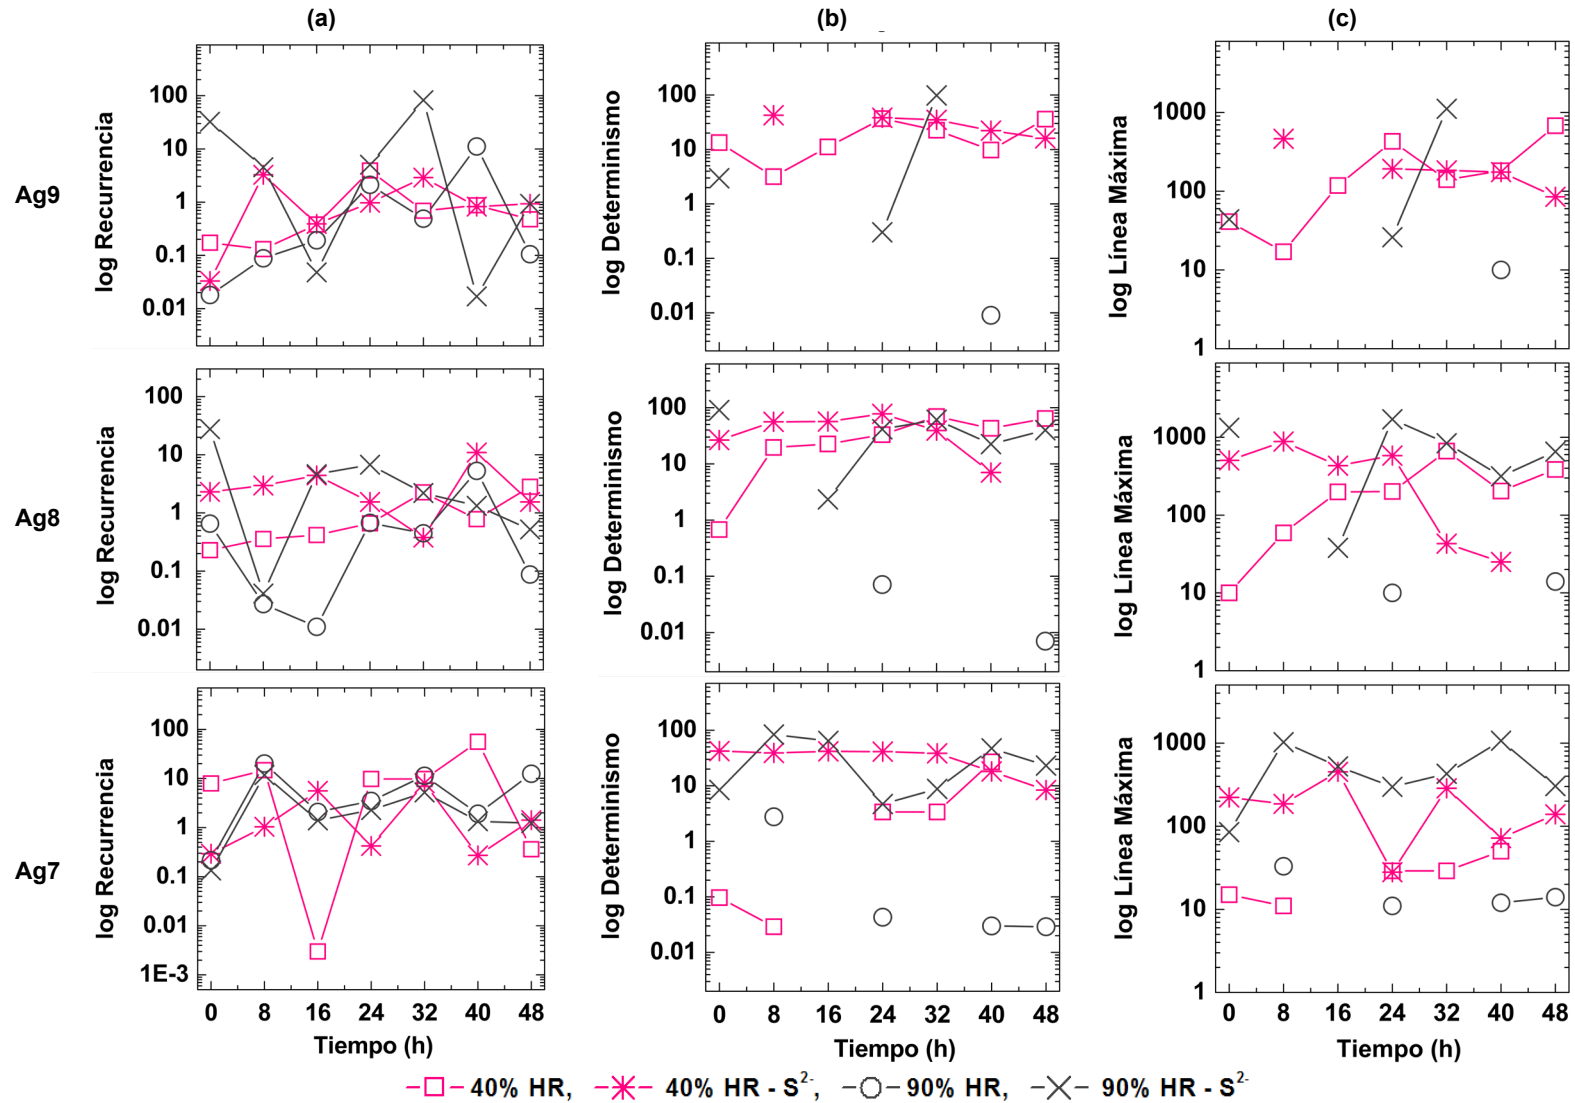 (a) (b) (c)
Ag9
log Recurrencia
100
10
1
0.1
0.01
log Determinismo
100
10
1
0.1
0.01
log Línea Máxima
1000
100
10
1
Ag8
log Recurrencia
100
10
1
0.1
0.01
log Determinismo
100
10
1
0.1
0.01
log Línea Máxima
1000
100
10
1
Ag7
log Recurrencia
100
10
1
0.1
0.01
1E-3
0 8 16 24 32 40 48
Tiempo (h)
log Determinismo
100
10
1
0.1
0.01
0 8 16 24 32 40 48
Tiempo (h)
log Línea Máxima
1000
100
10
1
0 8 16 24 32 40 48
Tiempo (h)
40% HR, 40% HR - S²⁻, 90% HR, 90% HR - S²⁻